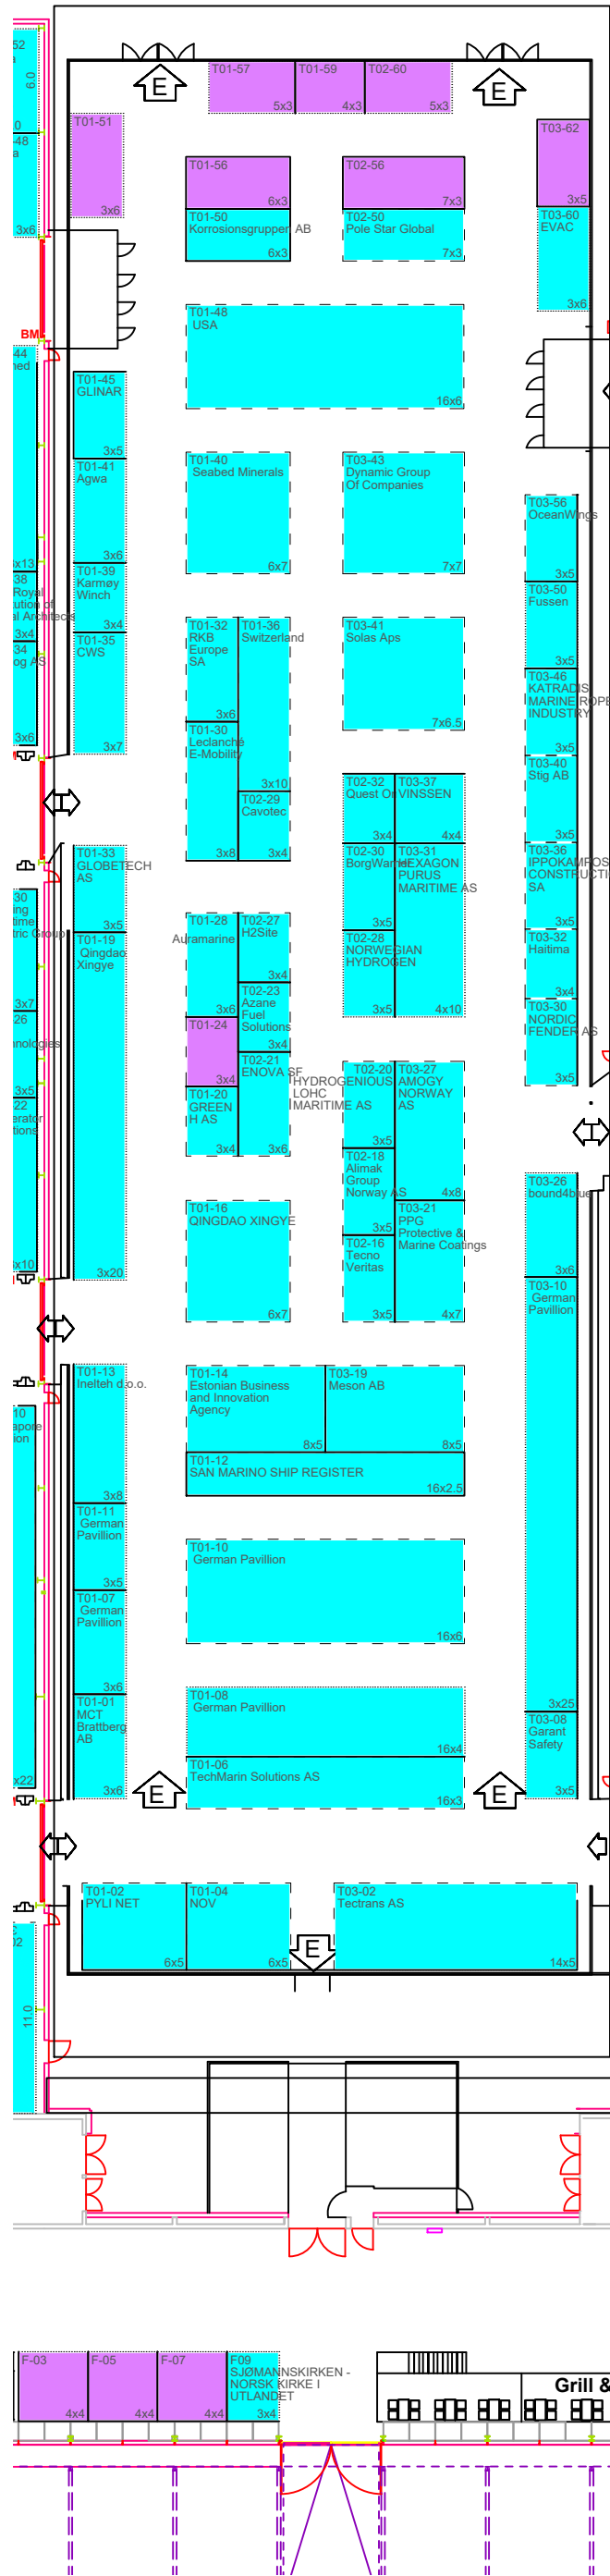 T01-57
T01-59
T02-60
E
E
5x3
4x3
5x3
T01-51
3x6
T03-62
3x5
T01-56
6x3
T02-56
7x3
T01-50
Korrosionsgruppen AB
6x3
T02-50
Pole Star Global
7x3
T03-60
EVAC
3x6
6.0
3x6
BM
T01-48
USA
16x6
T01-45
GLINAR
3x5
T01-41
Agwa
3x6
T01-40
Seabed Minerals
6x7
T03-43
Dynamic Group
Of Companies
7x7
T03-56
OceanWings
3x5
T01-39
Karmøy
Winch
3x4
T03-50
Fussen
3x5
38
Royal
al Architects
3x4
T01-35
CWS
3x7
34
og AS
3x6
T01-32
RKB
Europe
SA
3x6
T01-36
Switzerland
3x10
T03-41
Solas Aps
7x6.5
T03-46
KATRADIS
MARINE ROPE
INDUSTRY
3x5
T01-30
Leclanché
E-Mobility
3x8
T02-29
Cavotec
3x4
T02-32
Quest On
3x4
T03-37
VINSSEN
4x4
T03-40
Stig AB
3x5
T01-33
GLOBETECH
AS
3x5
T02-30
BorgWarner
3x5
T03-31
HEXAGON
PURUS
MARITIME AS
4x10
T03-36
IPPOKAMPOS
SA
3x5
T01-19
Qingdao
Xingye
3x20
T01-28
Auramarine
3x6
T02-27
H2Site
3x4
T02-28
NORWEGIAN
HYDROGEN
3x5
T03-32
Haitima
3x4
3x7
T02-23
Azane
Fuel
Solutions
3x4
T03-30
NORDIC
FENDER AS
3x5
T01-24
3x4
T02-21
ENOVA SF
3x6
3x5
T01-20
GREEN
H AS
3x4
T02-20
HYDROGENIOUS
LOHC
MARITIME AS
3x5
T03-27
AMOGY
NORWAY
AS
4x8
T02-18
Alimak
Group
Norway AS
3x5
T03-26
bound4blue
3x6
T01-16
QINGDAO XINGYE
6x7
T02-16
Tecno
Veritas
3x5
T03-21
PPG
Protective &
Marine Coatings
4x7
T03-10
German
Pavillion
3x25
T01-13
Inelteh d.o.o.
3x8
T01-14
Estonian Business
and Innovation
Agency
8x5
T03-19
Meson AB
8x5
T01-12
SAN MARINO SHIP REGISTER
16x2.5
T01-11
German
Pavillion
3x5
T01-10
German Pavillion
16x6
T01-07
German
Pavillion
3x6
T01-01
MCT
Brattberg
AB
3x6
T01-08
German Pavillion
16x4
T01-06
TechMarin Solutions AS
16x3
T03-08
Garant
Safety
3x5
E
E
T01-02
PYLI NET
6x5
T01-04
NOV
6x5
T03-02
Tectrans AS
14x5
E
11.0
F-03
4x4
F-05
4x4
F-07
4x4
F09
SJØMANNSKIRKEN -
NORSK KIRKE I
UTLANDET
3x4
Grill &